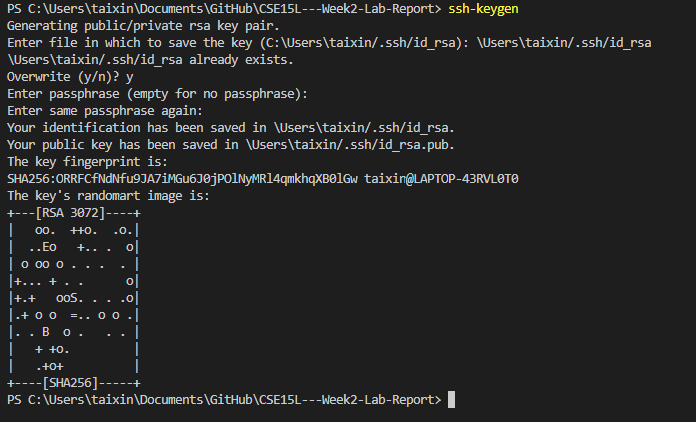 PS C:\Users\taixin\Documents\GitHub\CSE15L---Week2-Lab-Report> ssh-keygen
Generating public/private rsa key pair.
Enter file in which to save the key (C:\Users\taixin/.ssh/id_rsa): \Users\taixin/.ssh/id_rsa
\Users\taixin/.ssh/id_rsa already exists.
Overwrite (y/n)? y
Enter passphrase (empty for no passphrase):
Enter same passphrase again:
Your identification has been saved in \Users\taixin/.ssh/id_rsa.
Your public key has been saved in \Users\taixin/.ssh/id_rsa.pub.
The key fingerprint is:
SHA256:ORRFCfNdNfu9JA7iMGu6J0jPOlNyMRl4qmkhqXB0lGw taixin@LAPTOP-43RVL0T0
The key's randomart image is:
+---[RSA 3072]----+
|   oo.  ++o.  .o.|
|  ..Eo   +.. .  o|
| o oo o . . .  . |
|+... + . .      o|
|+.+   ooS. . . .o|
|.+ o o  =.. o o .|
|. . B  o .   . . |
|   + +o.         |
|   .+o+          |
+----[SHA256]-----+
PS C:\Users\taixin\Documents\GitHub\CSE15L---Week2-Lab-Report>